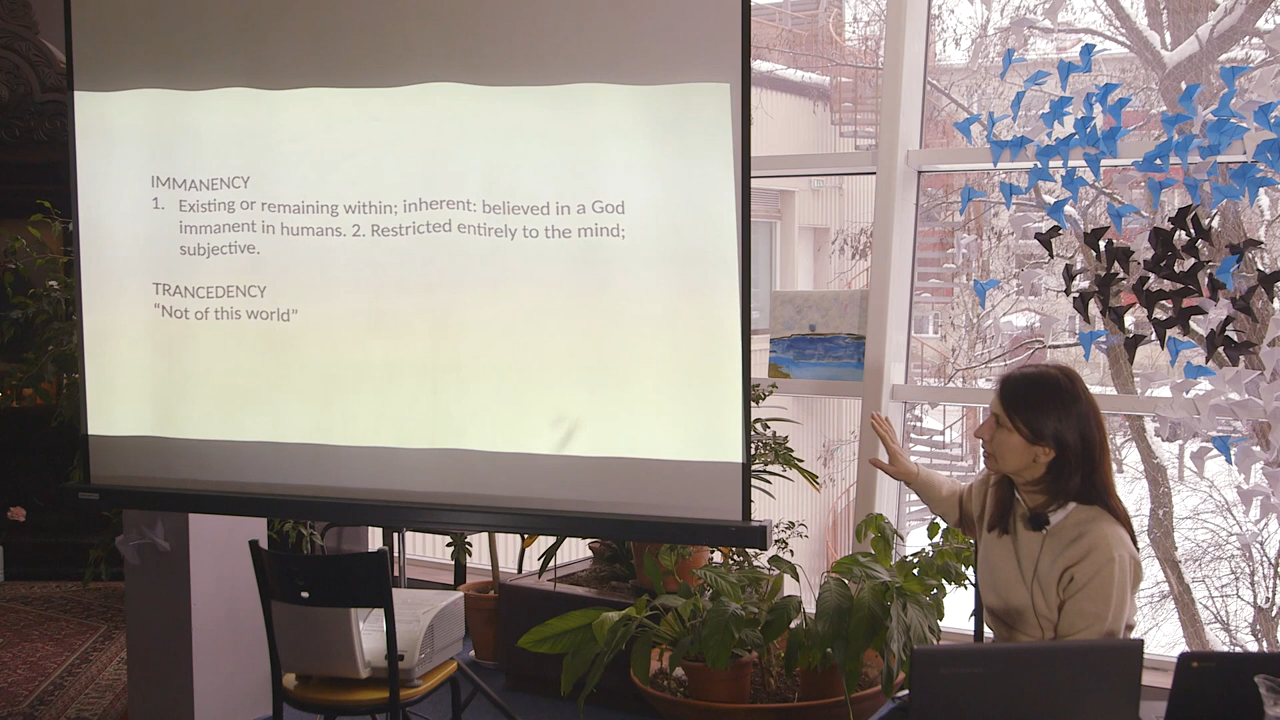 IMMANENCY
1. Existing or remaining within; inherent: believed in a God
immanent in humans. 2. Restricted entirely to the mind;
subjective.
TRANCEDENCY
“Not of this world”